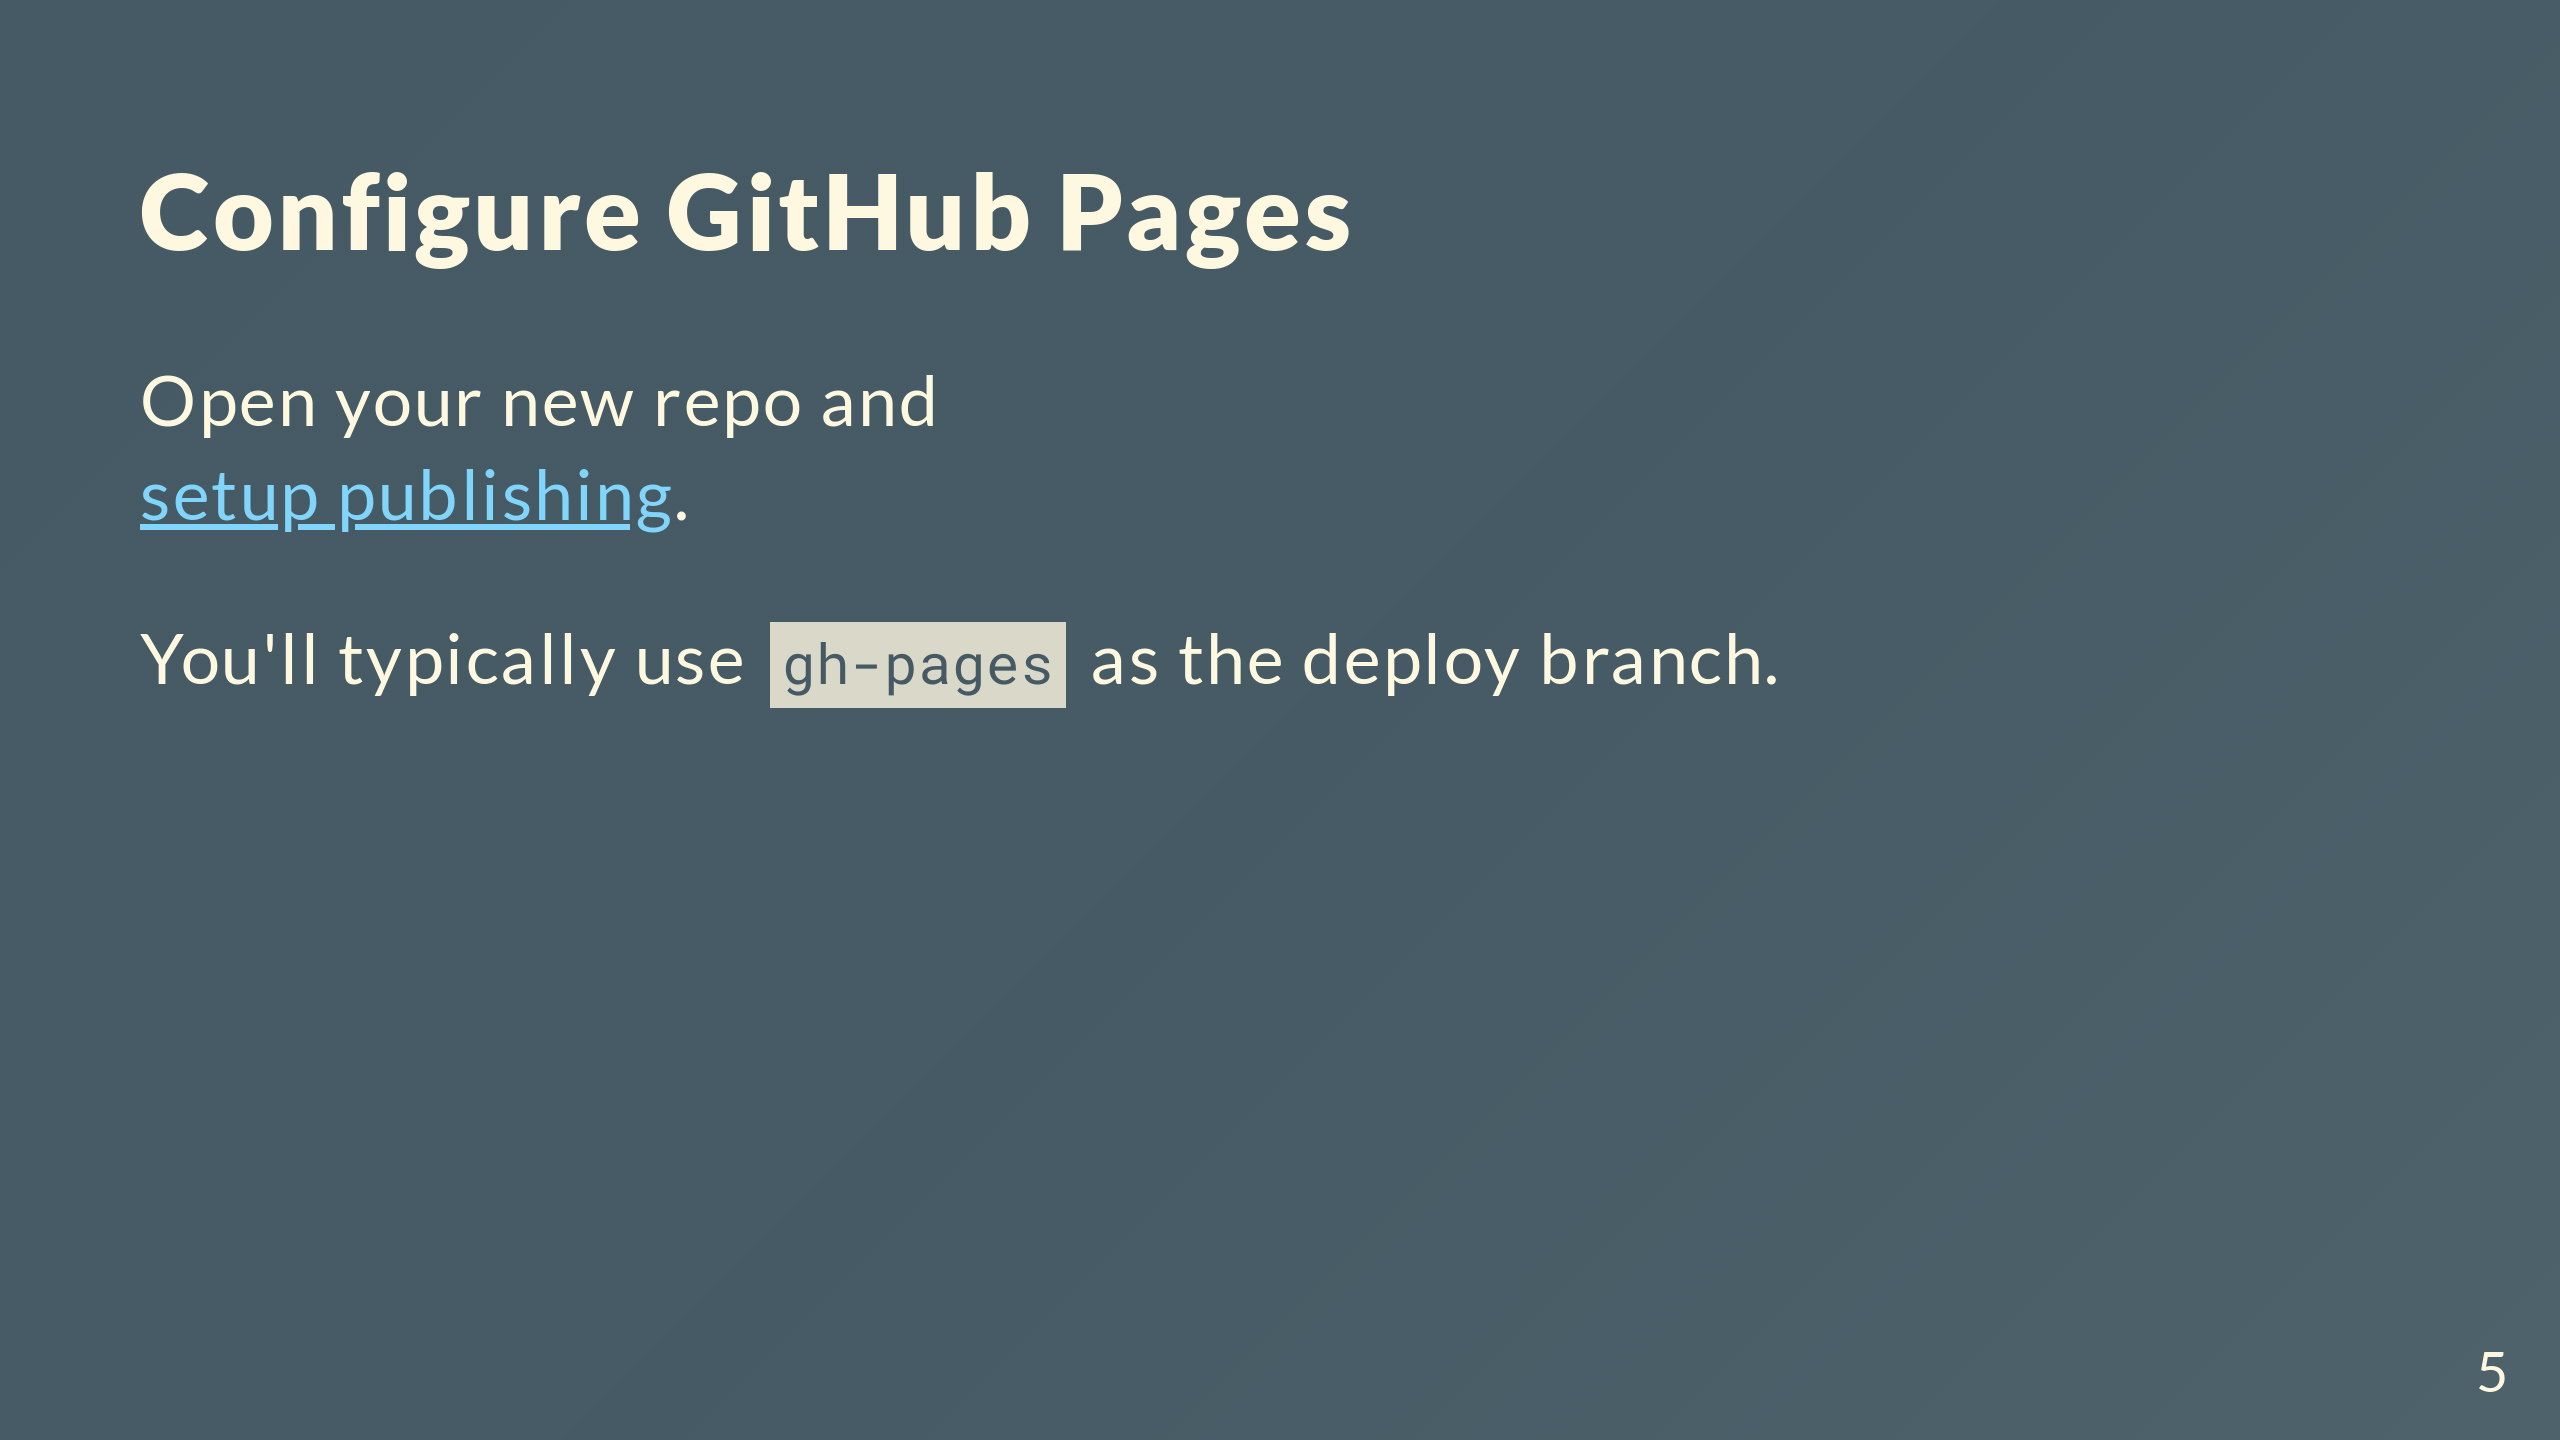 Configure GitHub Pages
Open your new repo and
setup publishing.
You'll typically use gh-pages as the deploy branch.
5